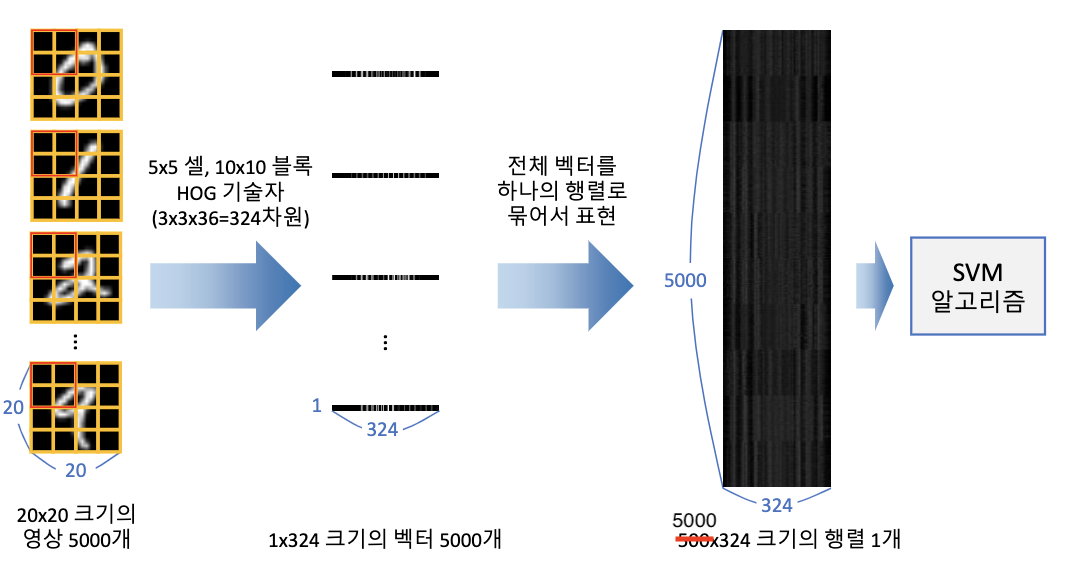 5x5 셀, 10x10 블록
HOG 기술자
(3x3x36=324차원)
전체 벡터를
하나의 행렬로
묶어서 표현
5000
SVM
알고리즘
⋮
⋮
20
20
1
324
324
20x20 크기의
영상 5000개
1x324 크기의 벡터 5000개
5000
500x324 크기의 행렬 1개